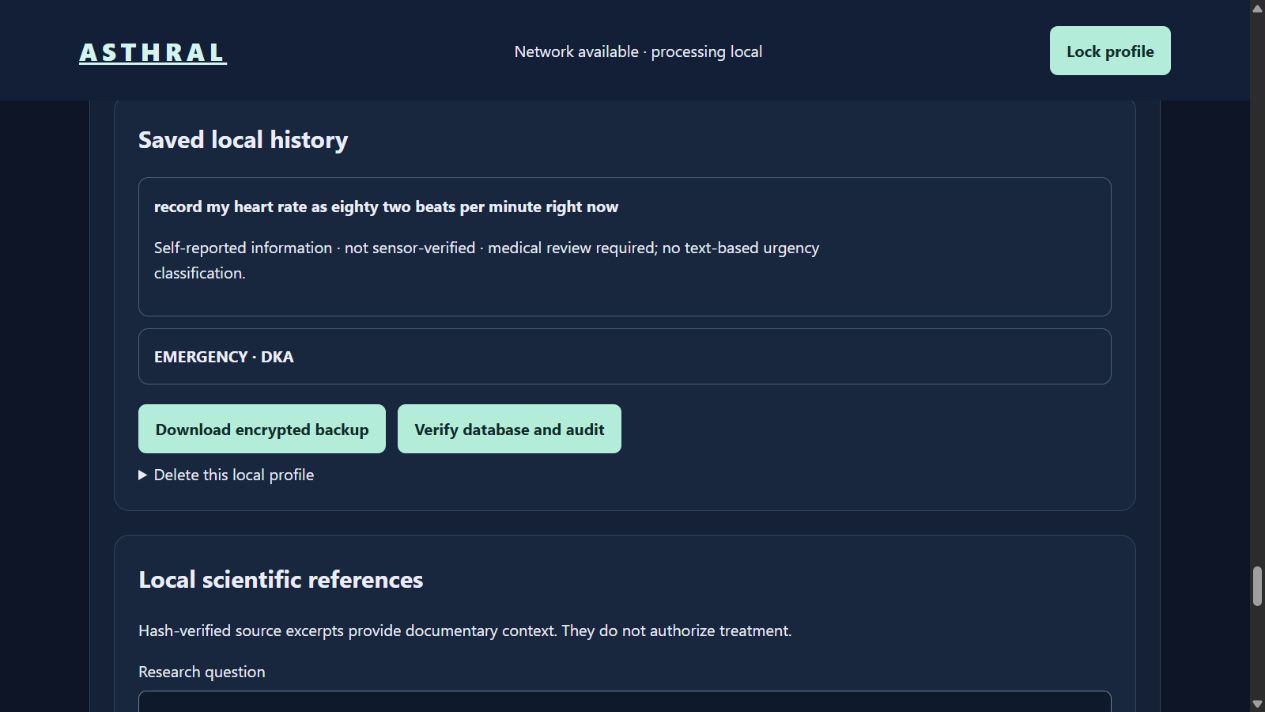 ASTHRAL
Network available · processing local
Lock profile
Saved local history
record my heart rate as eighty two beats per minute right now
Self-reported information · not sensor-verified · medical review required; no text-based urgency
classification.
EMERGENCY · DKA
Download encrypted backup
Verify database and audit
Delete this local profile
Local scientific references
Hash-verified source excerpts provide documentary context. They do not authorize treatment.
Research question